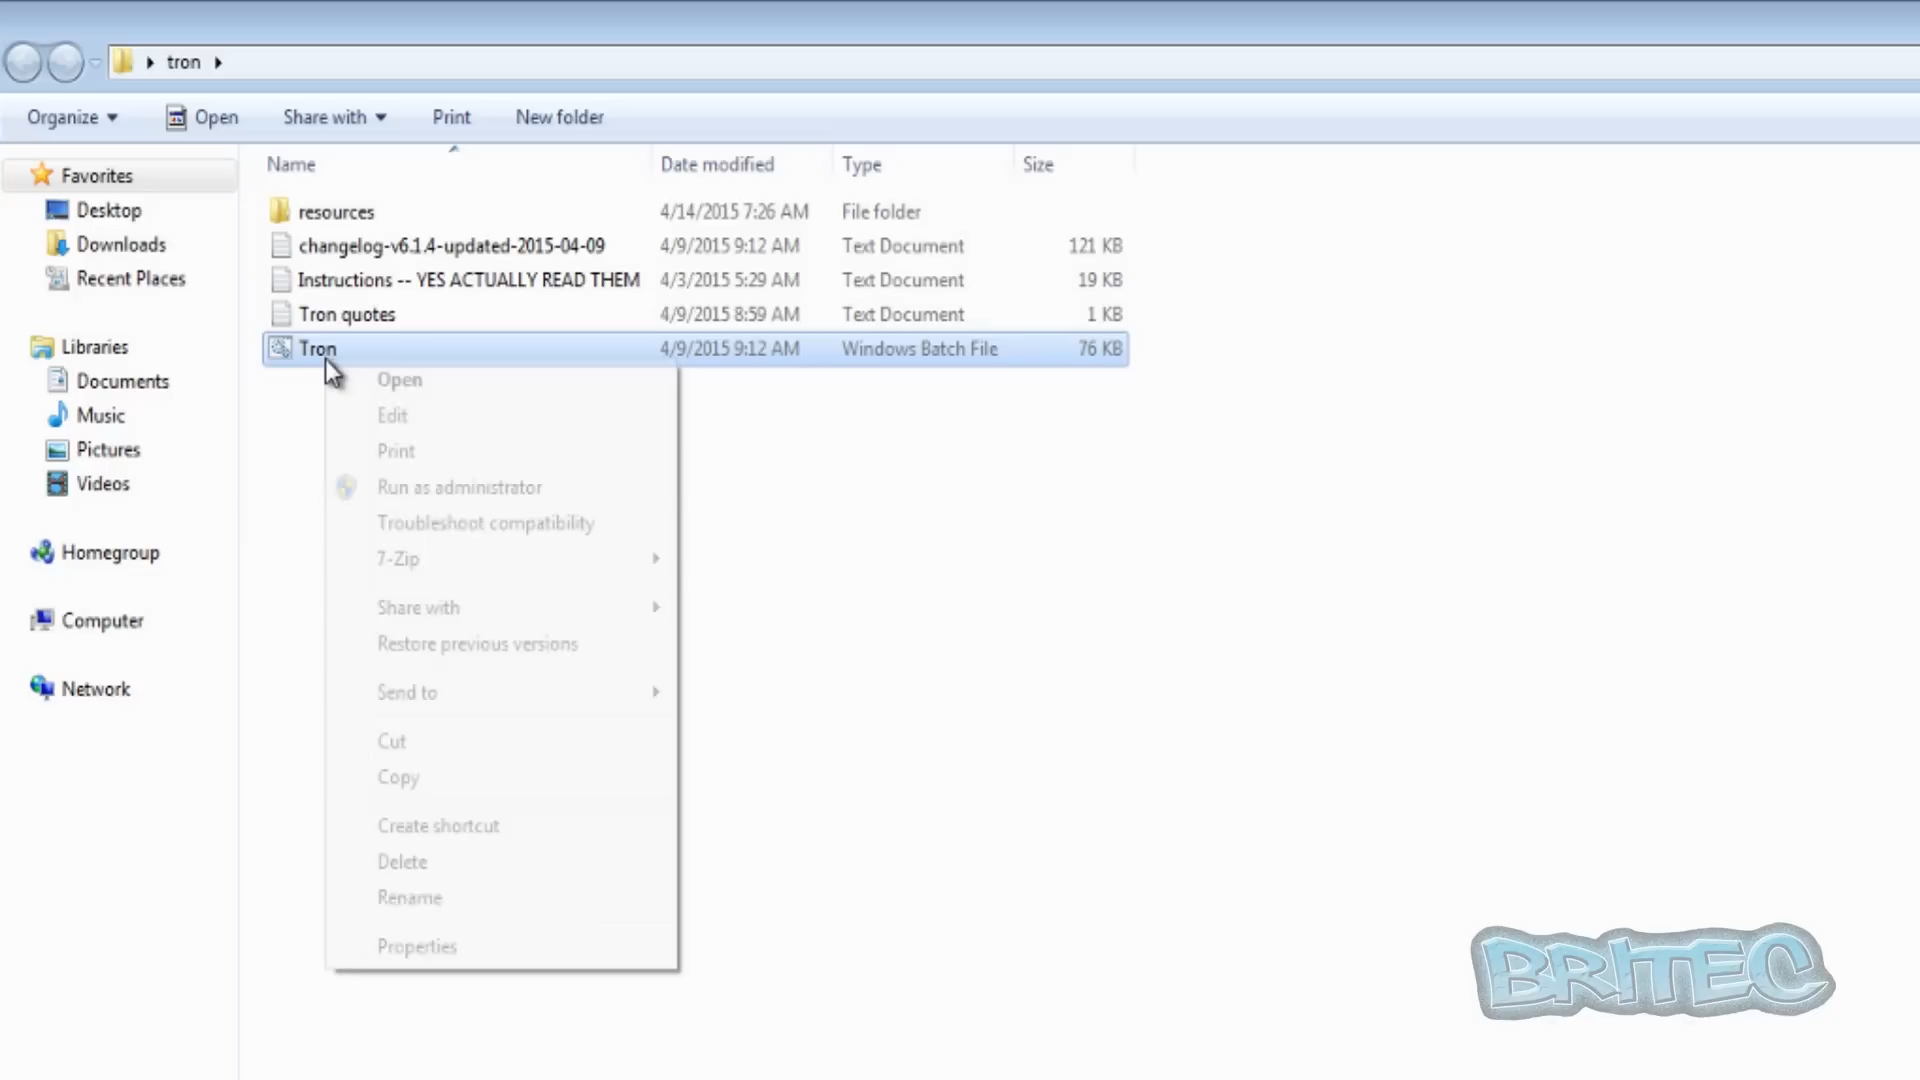 tron
Organize Open Share with Print New folder
Name Date modified Type Size
Favorites
Desktop
Downloads
Recent Places
Libraries
Documents
Music
Pictures
Videos
Homegroup
Computer
Network
resources 4/14/2015 7:26 AM File folder
changelog-v6.1.4-updated-2015-04-09 4/9/2015 9:12 AM Text Document 121 KB
Instructions -- YES ACTUALLY READ THEM 4/3/2015 5:29 AM Text Document 19 KB
Tron quotes 4/9/2015 8:59 AM Text Document 1 KB
Tron 4/9/2015 9:12 AM Windows Batch File 76 KB
Open
Edit
Print
Run as administrator
Troubleshoot compatibility
7-Zip
Share with
Restore previous versions
Send to
Cut
Copy
Create shortcut
Delete
Rename
Properties
BRITEC